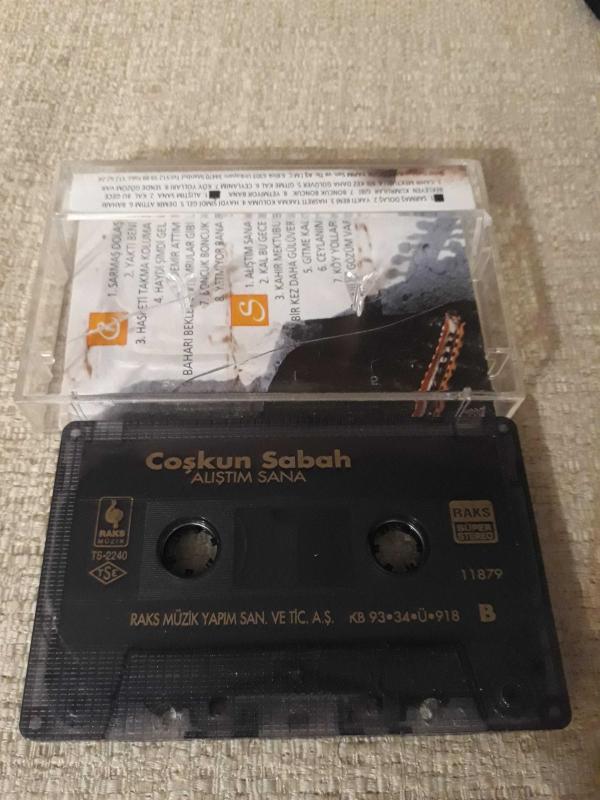 1. SARMAŞ DOLAŞ
2. YAKTI BENİ
3. HASRETİ TAKMA KOLUMA
4. HAYDİ ŞİMDİ GEL
DEMİR ATTIM
BAHARI BEKLEYEN KUMRULAR GİBİ
7. BONCUK BONCUK
8. YETMİYOR BANA
1. ALIŞTIM SANA
2. KAL BU GECE
3. KAHIR MEKTUBU
BİR KEZ DAHA GÜLÜVER
5. GİTME KAL
6. CEYLANIM
7. KÖY YOLLARI
GÖZÜM VAR
Coşkun Sabah
ALIŞTIM SANA
RAKS
MÜZİK
TS-2240
TSE
RAKS
SÜPER
STEREO
11879
RAKS MÜZİK YAPIM SAN. VE TİC. A.Ş. KB 93•34•Ü•918 B